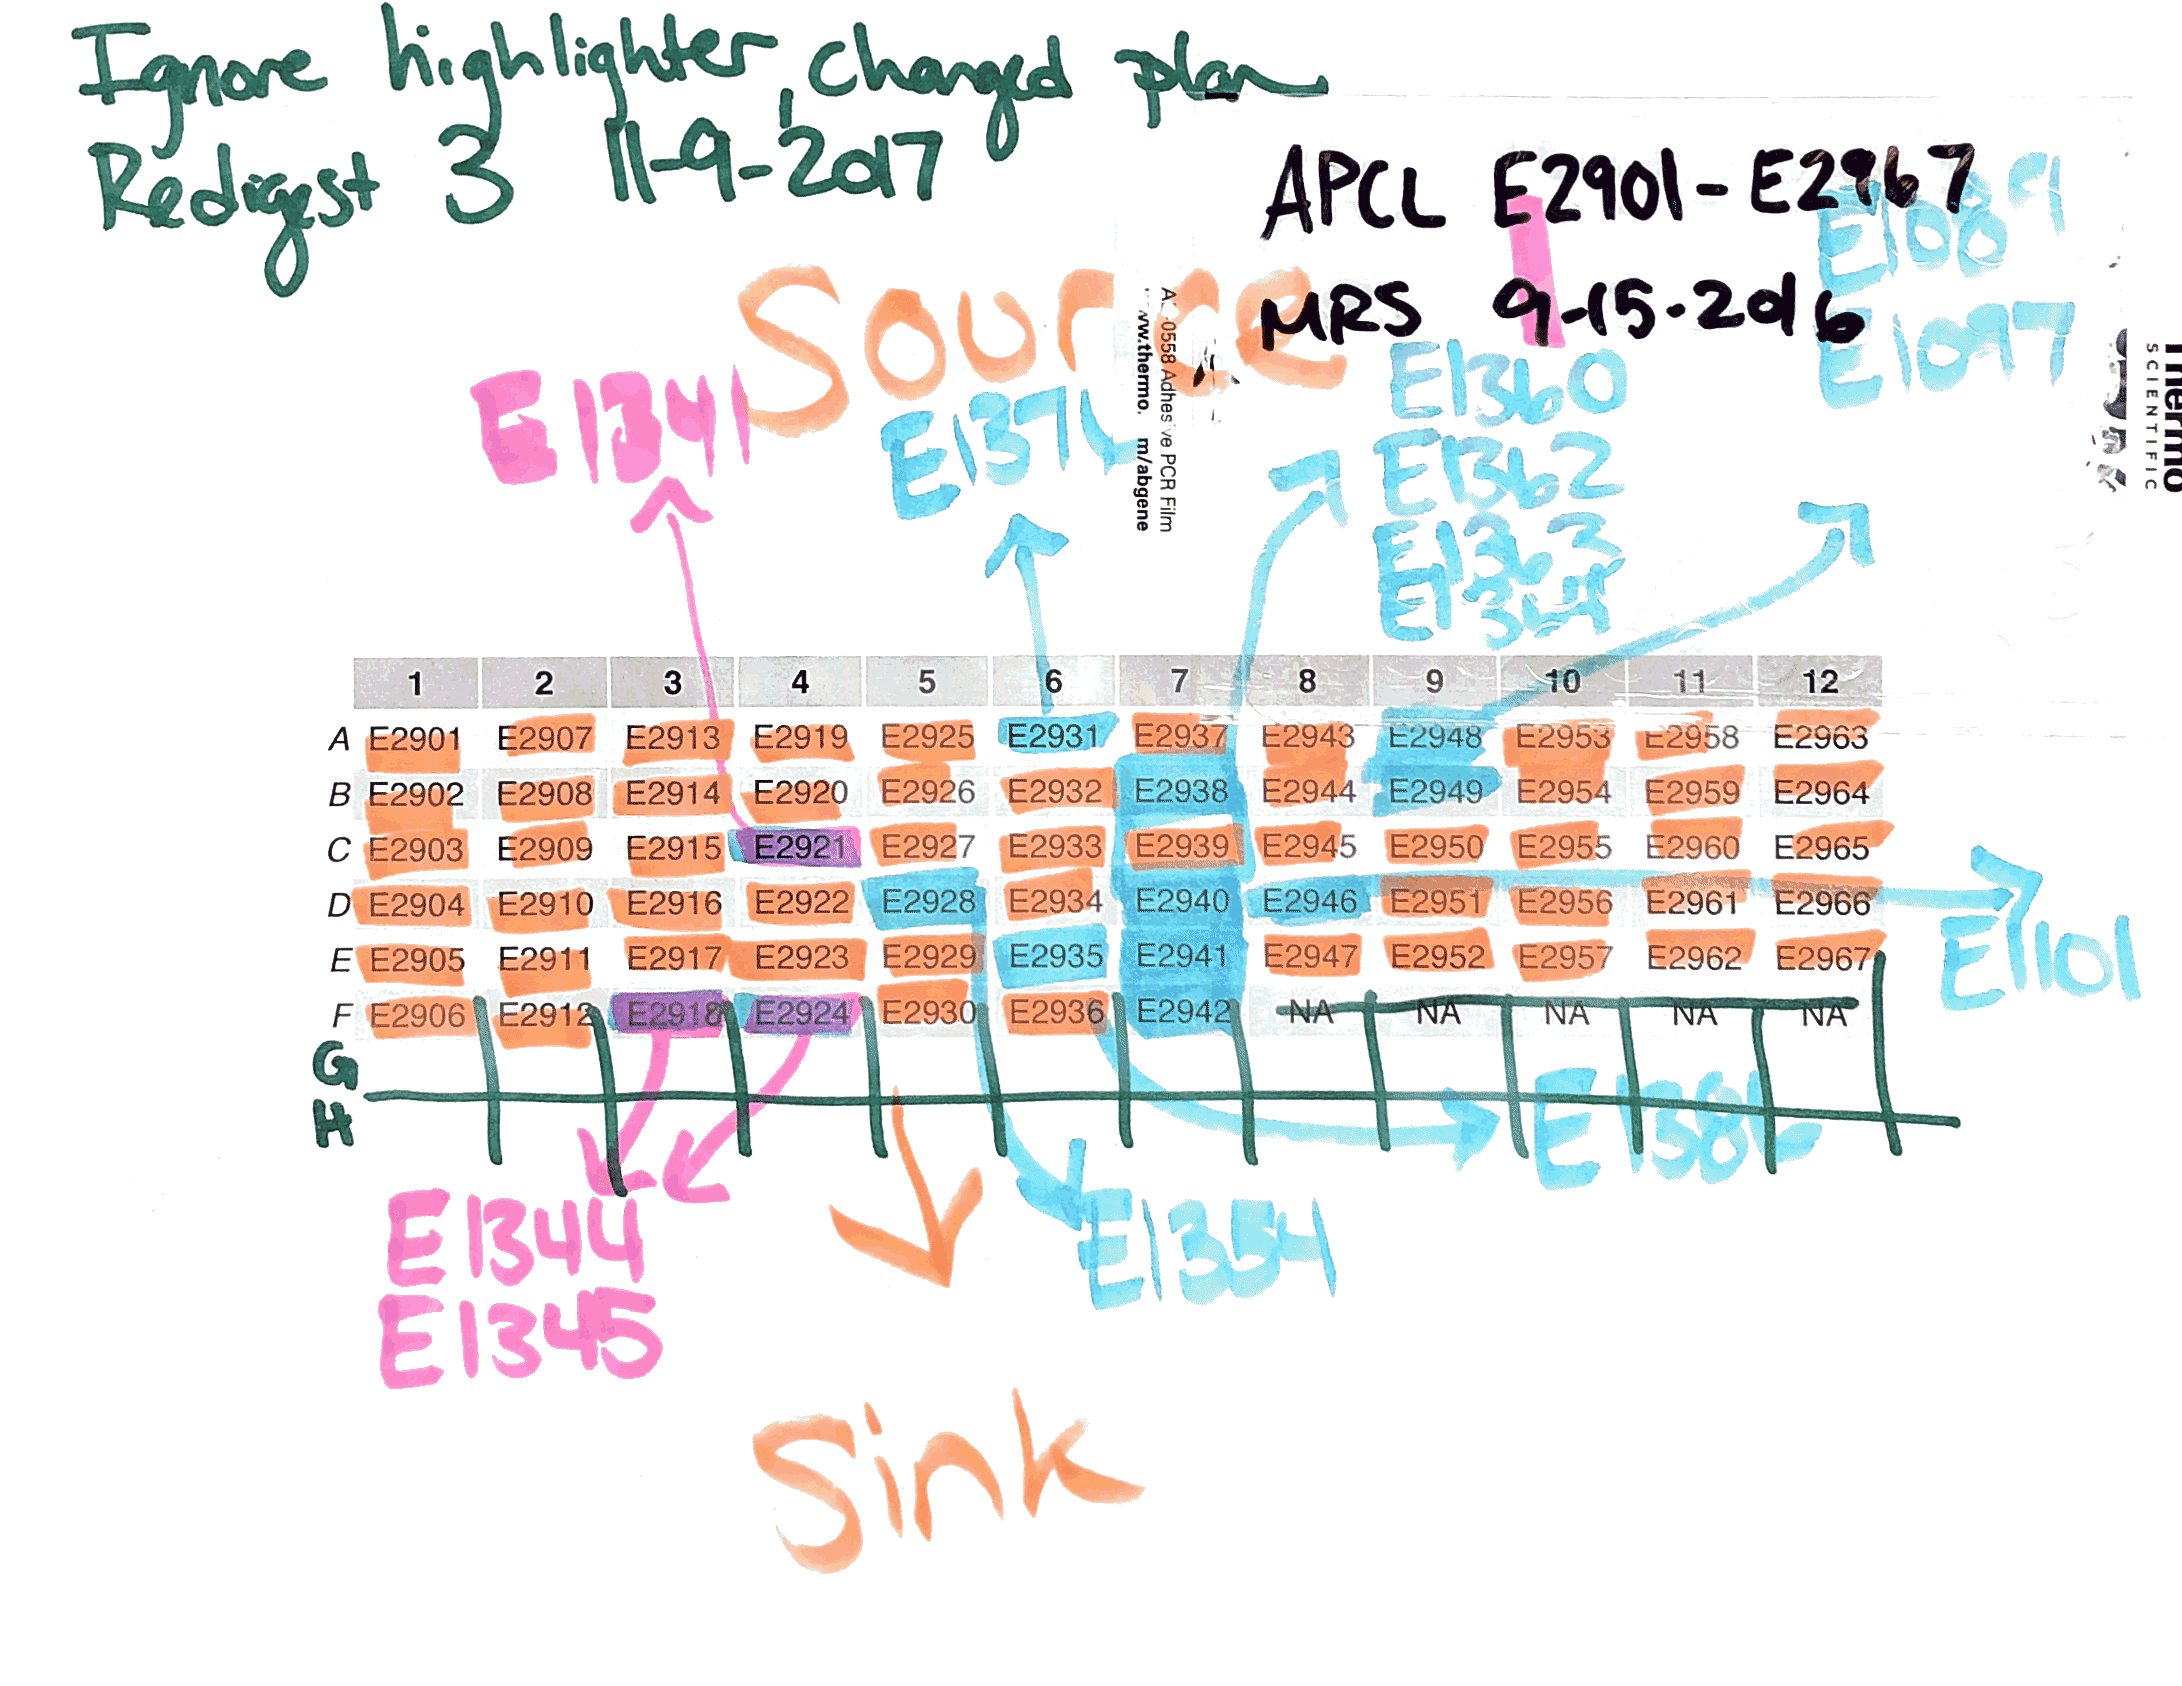 Ignore highlighter, changed plan
Redigest 3 11-9-2017
APCL E2901-E2967
MRS 9-15-2016
E1089
E1097
Source
E1341
E1360
E1362
E1363
E1364
-0558 Adhesive PCR Film
m/abgene
Thermo
SCIENTIFIC
1 2 3 4 5 6 7 8 9 10 11 12
A E2901 E2907 E2913 E2919 E2925 E2931 E2937 E2943 E2948 E2953 E2958 E2963
B E2902 E2908 E2914 E2920 E2926 E2932 E2938 E2944 E2949 E2954 E2959 E2964
C E2903 E2909 E2915 E2921 E2927 E2933 E2939 E2945 E2950 E2955 E2960 E2965
D E2904 E2910 E2916 E2922 E2928 E2934 E2940 E2946 E2951 E2956 E2961 E2966
E E2905 E2911 E2917 E2923 E2929 E2935 E2941 E2947 E2952 E2957 E2962 E2967
F E2906 E2912 E2918 E2924 E2930 E2936 E2942 NA NA NA NA NA
G
H
E1101
E1386
E1344
E1345
E1354
Sink